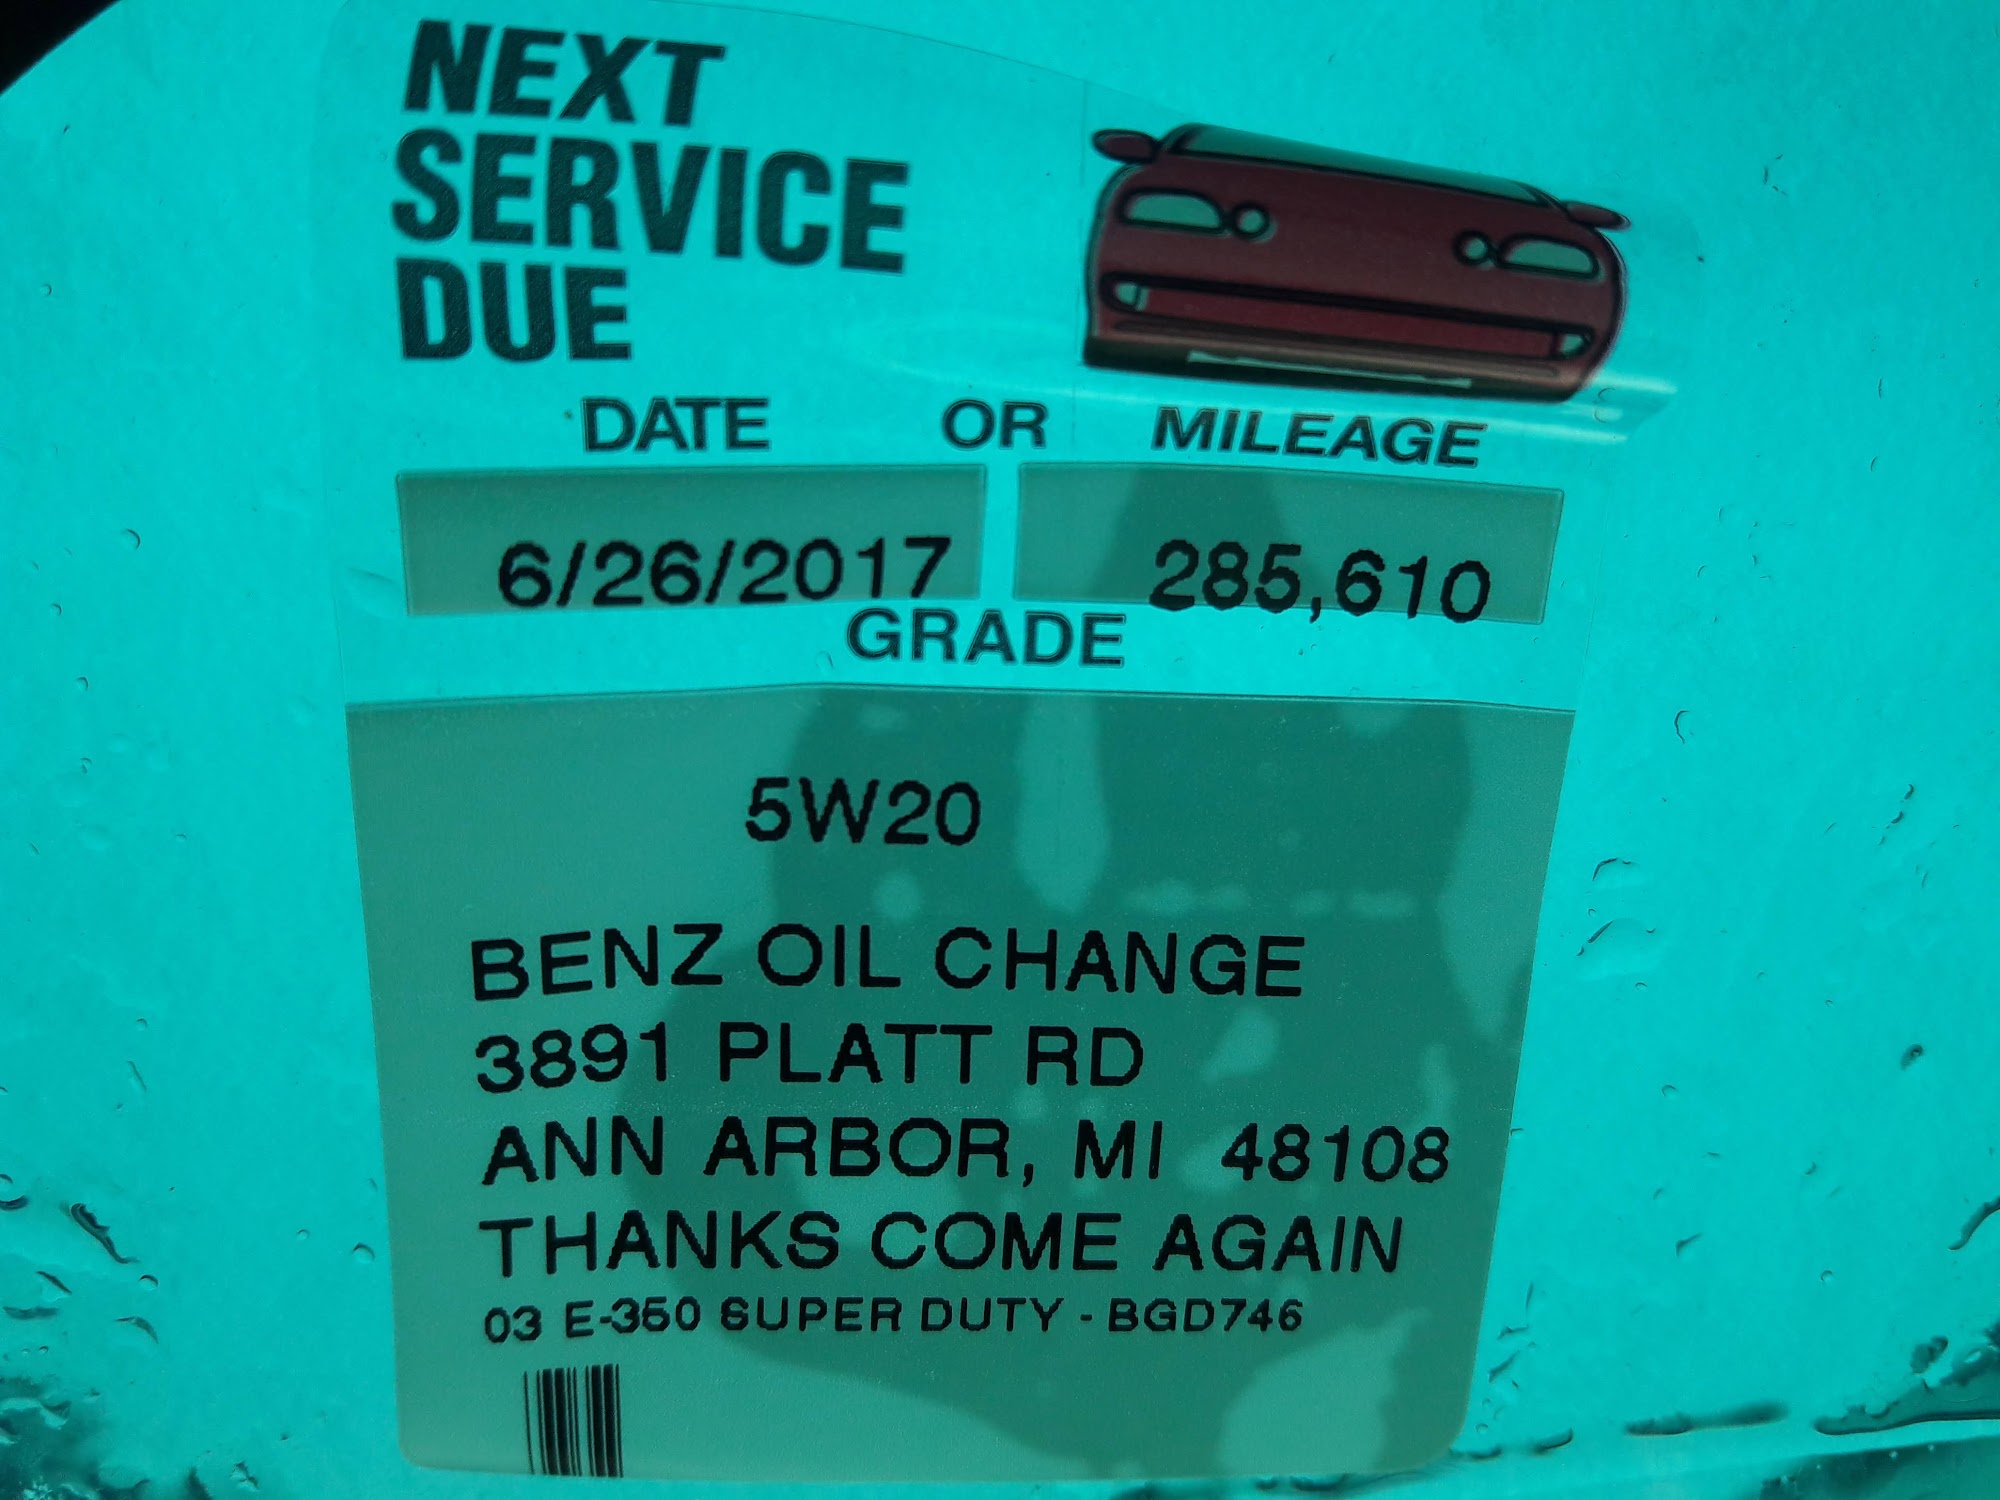 NEXT
SERVICE
DUE
DATE OR MILEAGE
6/26/2017 285,610
GRADE
5W20
BENZ OIL CHANGE
3891 PLATT RD
ANN ARBOR, MI 48108
THANKS COME AGAIN
03 E-350 SUPER DUTY - BGD746